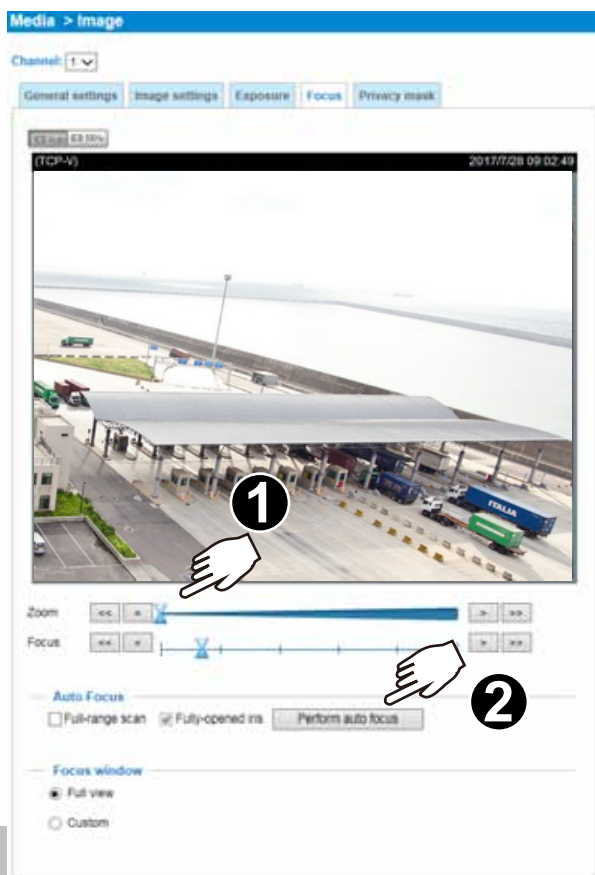 Media > Image
Channel: 1
General settings Image settings Exposure Focus Privacy mask
(TCP-V) 2017/7/28 09:02:49
ITALIA
1
Zoom << < > >>
Focus << < > >>
2
Auto Focus
Full-range scan Fully-opened iris Perform auto focus
Focus window
Full view
Custom